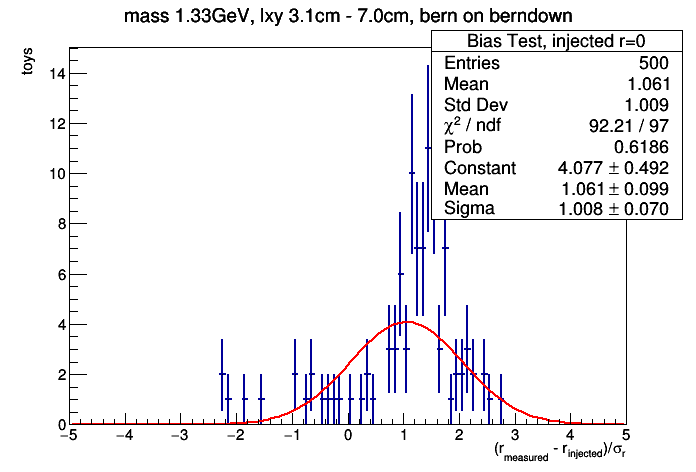 mass 1.33GeV, lxy 3.1cm - 7.0cm, bern on berndown
Bias Test, injected r=0
Entries 500
Mean 1.061
Std Dev 1.009
χ² / ndf 92.21 / 97
Prob 0.6186
Constant 4.077 ± 0.492
Mean 1.061 ± 0.099
Sigma 1.008 ± 0.070
toys
14
12
10
8
6
4
2
0
−5 −4 −3 −2 −1 0 1 2 3 4 5
(r_measured - r_injected)/σ_r